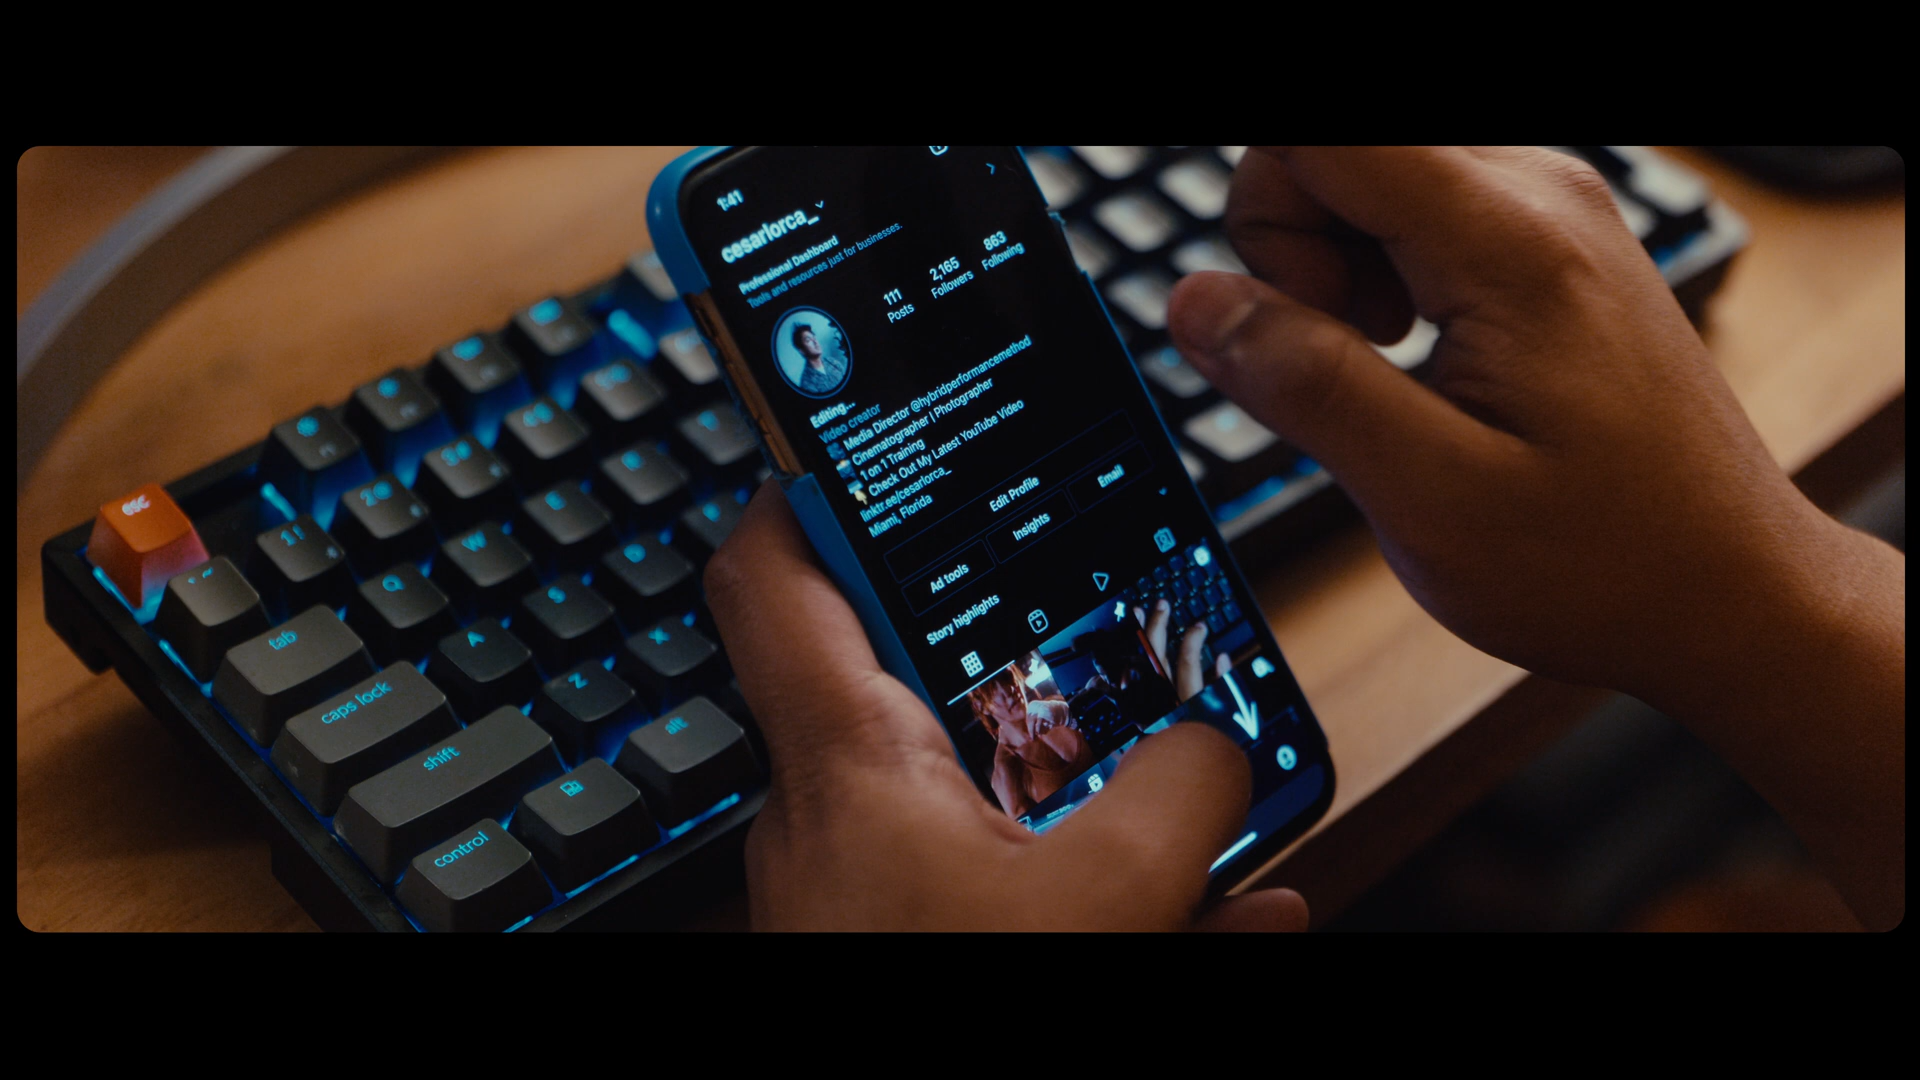 1:41
cesarlorca_
Professional Dashboard
Tools and resources just for businesses.
111
Posts
2,165
Followers
863
Following
Editing...
Video creator
Media Director @hybridperformancemethod
Cinematographer | Photographer
1 on 1 Training
Check Out My Latest YouTube Video
linktr.ee/cesarlorca_
Miami, Florida
Edit Profile
Ad tools
Insights
Email
Story highlights
esc
1!
2@
tab
Q
W
E
R
caps lock
A
S
D
shift
Z
X
control
alt